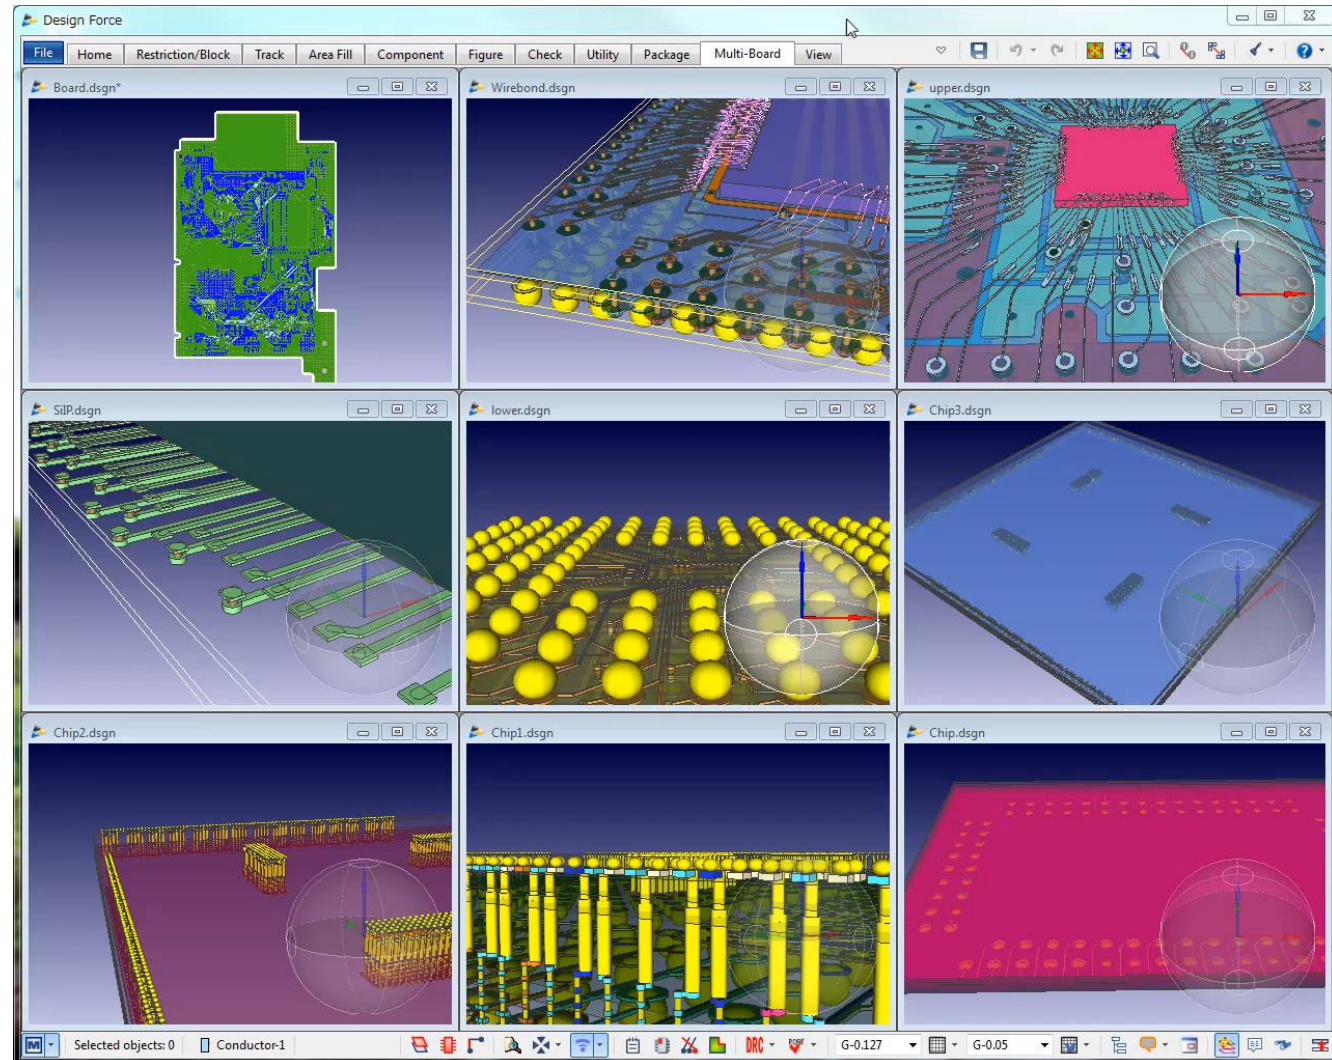 Design Force
File Home Restriction/Block Track Area Fill Component Figure Check Utility Package Multi-Board View
Board.dsgn*
Wirebond.dsgn
upper.dsgn
SiIP.dsgn
lower.dsgn
Chip3.dsgn
Chip2.dsgn
Chip1.dsgn
Chip.dsgn
M Selected objects: 0 Conductor-1 DRC G-0.127 G-0.05